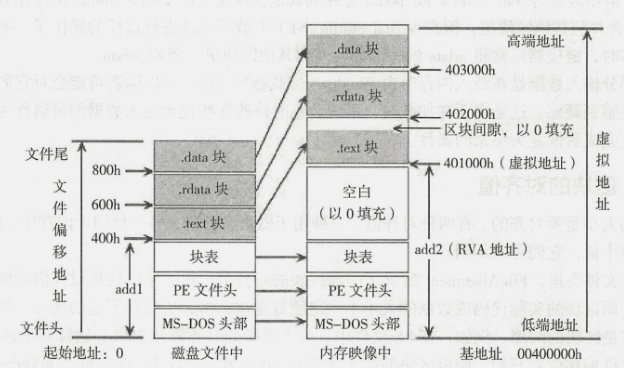 .data 块
高端地址
403000h
.rdata 块
402000h
区块间隙，以 0 填充
.text 块
文件尾
401000h（虚拟地址）
虚拟地址
800h
.data 块
空白
（以 0 填充）
文件偏移地址
600h
.rdata 块
400h
.text 块
add2（RVA 地址）
块表
块表
add1
PE 文件头
PE 文件头
文件头
MS-DOS 头部
MS-DOS 头部
低端地址
起始地址：0
磁盘文件中
内存映像中
基地址
00400000h